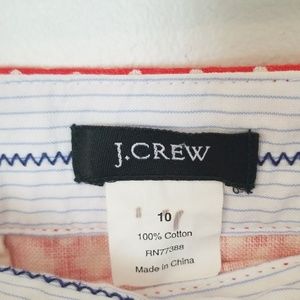 J.CREW
10
100% Cotton
RN77388
Made in China